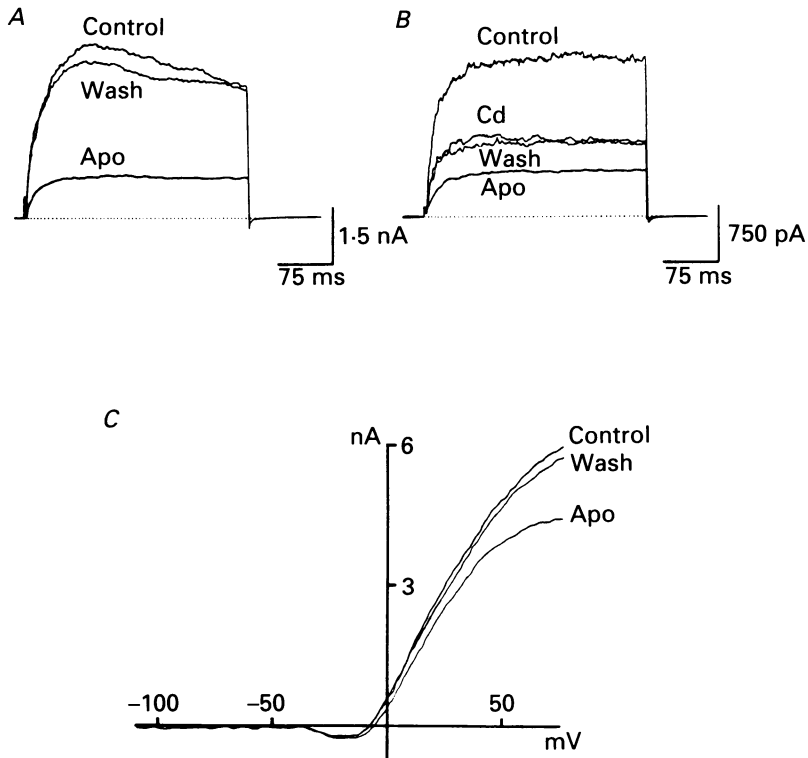 A
Control
Wash
Apo
1·5 nA
75 ms
B
Control
Cd
Wash
Apo
750 pA
75 ms
C
nA
6
Control
Wash
Apo
3
−100
−50
50
mV